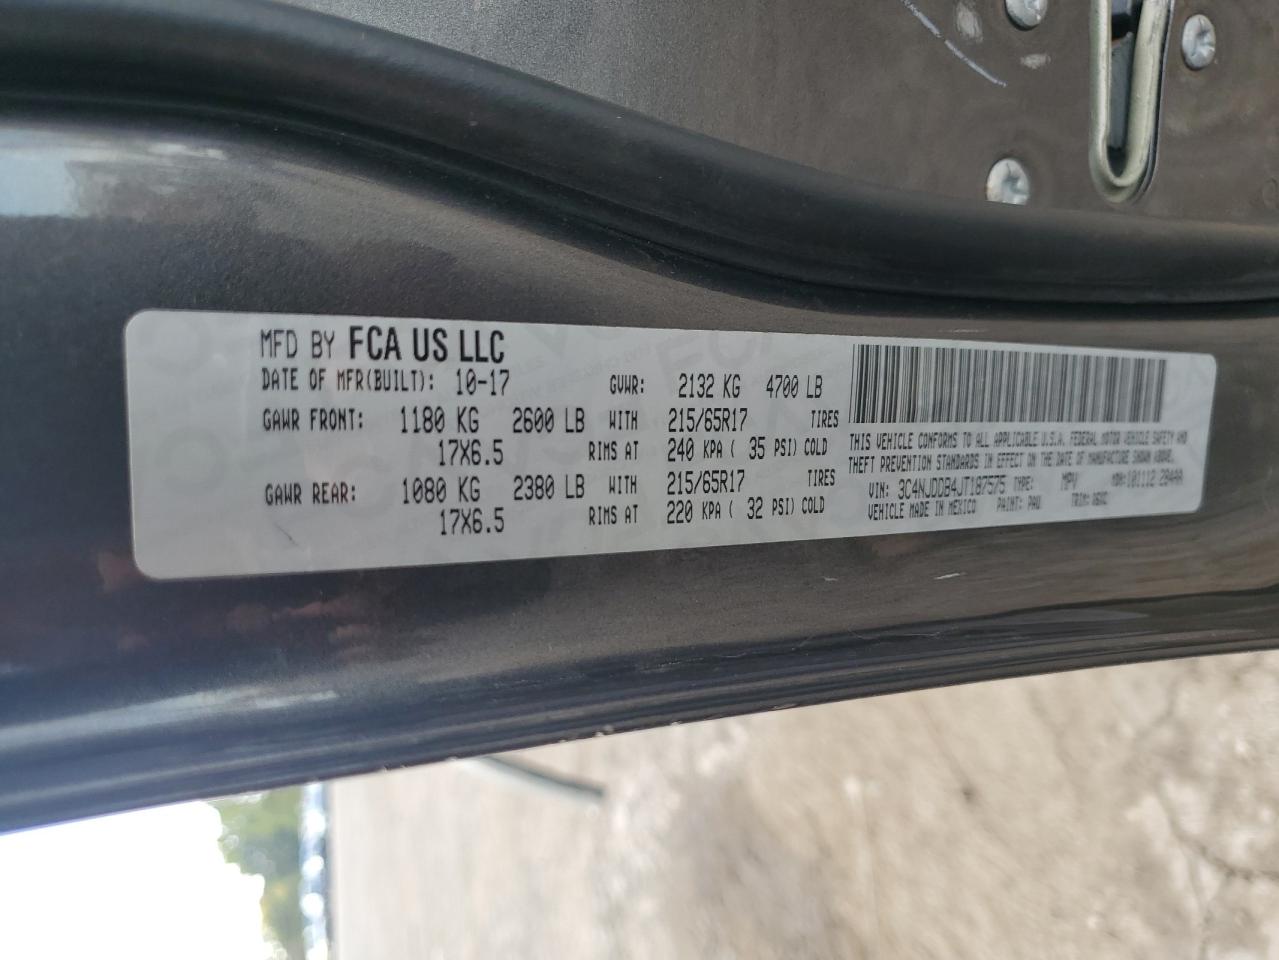 MFD BY FCA US LLC
DATE OF MFR(BUILT): 10-17 GVWR: 2132 KG 4700 LB
GAWR FRONT: 1180 KG 2600 LB WITH 215/65R17 TIRES
17X6.5 RIMS AT 240 KPA ( 35 PSI) COLD
GAWR REAR: 1080 KG 2380 LB WITH 215/65R17 TIRES
17X6.5 RIMS AT 220 KPA ( 32 PSI) COLD
THIS VEHICLE CONFORMS TO ALL APPLICABLE U.S.A. FEDERAL MOTOR VEHICLE SAFETY AND
THEFT PREVENTION STANDARDS IN EFFECT ON THE DATE OF MANUFACTURE SHOWN ABOVE.
VIN: 3C4NJDDB4JT187575 TYPE: MPV
VEHICLE MADE IN MEXICO PAINT: PAU TRIM: